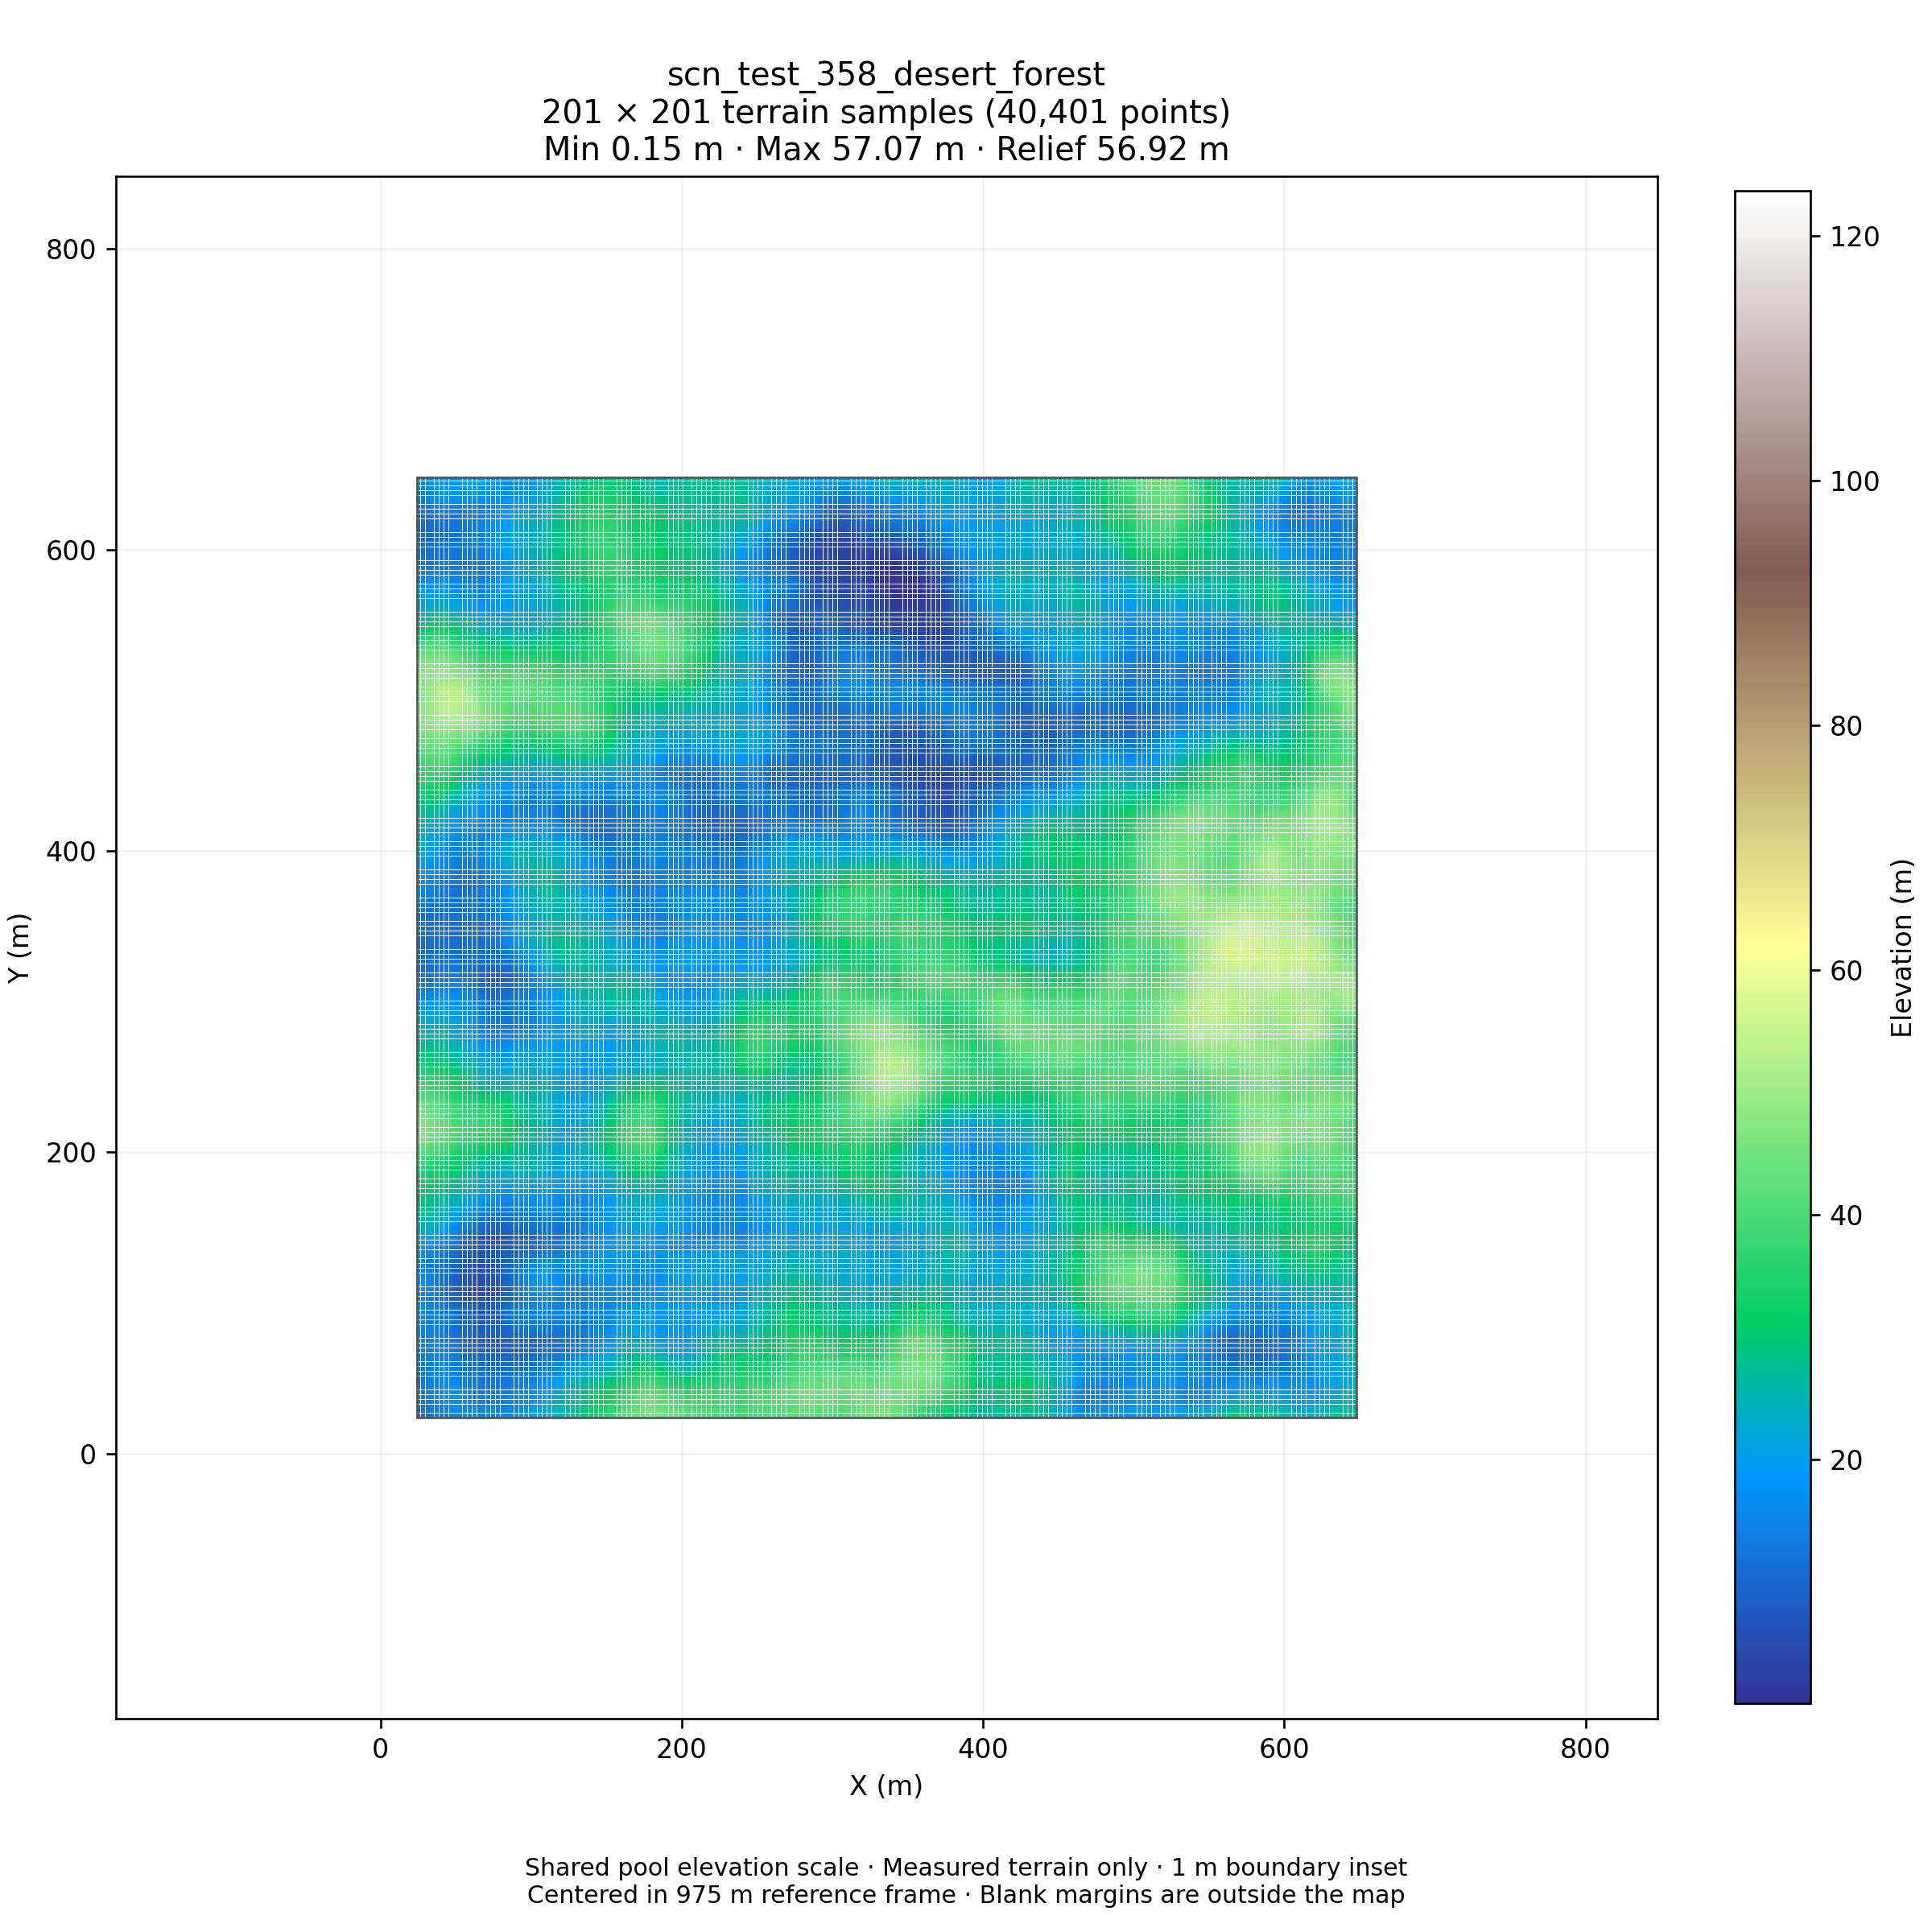 scn_test_358_desert_forest
201 × 201 terrain samples (40,401 points)
Min 0.15 m · Max 57.07 m · Relief 56.92 m
800
600
400
200
0
Y (m)
0
200
400
600
800
X (m)
120
100
80
60
40
20
Elevation (m)
Shared pool elevation scale · Measured terrain only · 1 m boundary inset
Centered in 975 m reference frame · Blank margins are outside the map